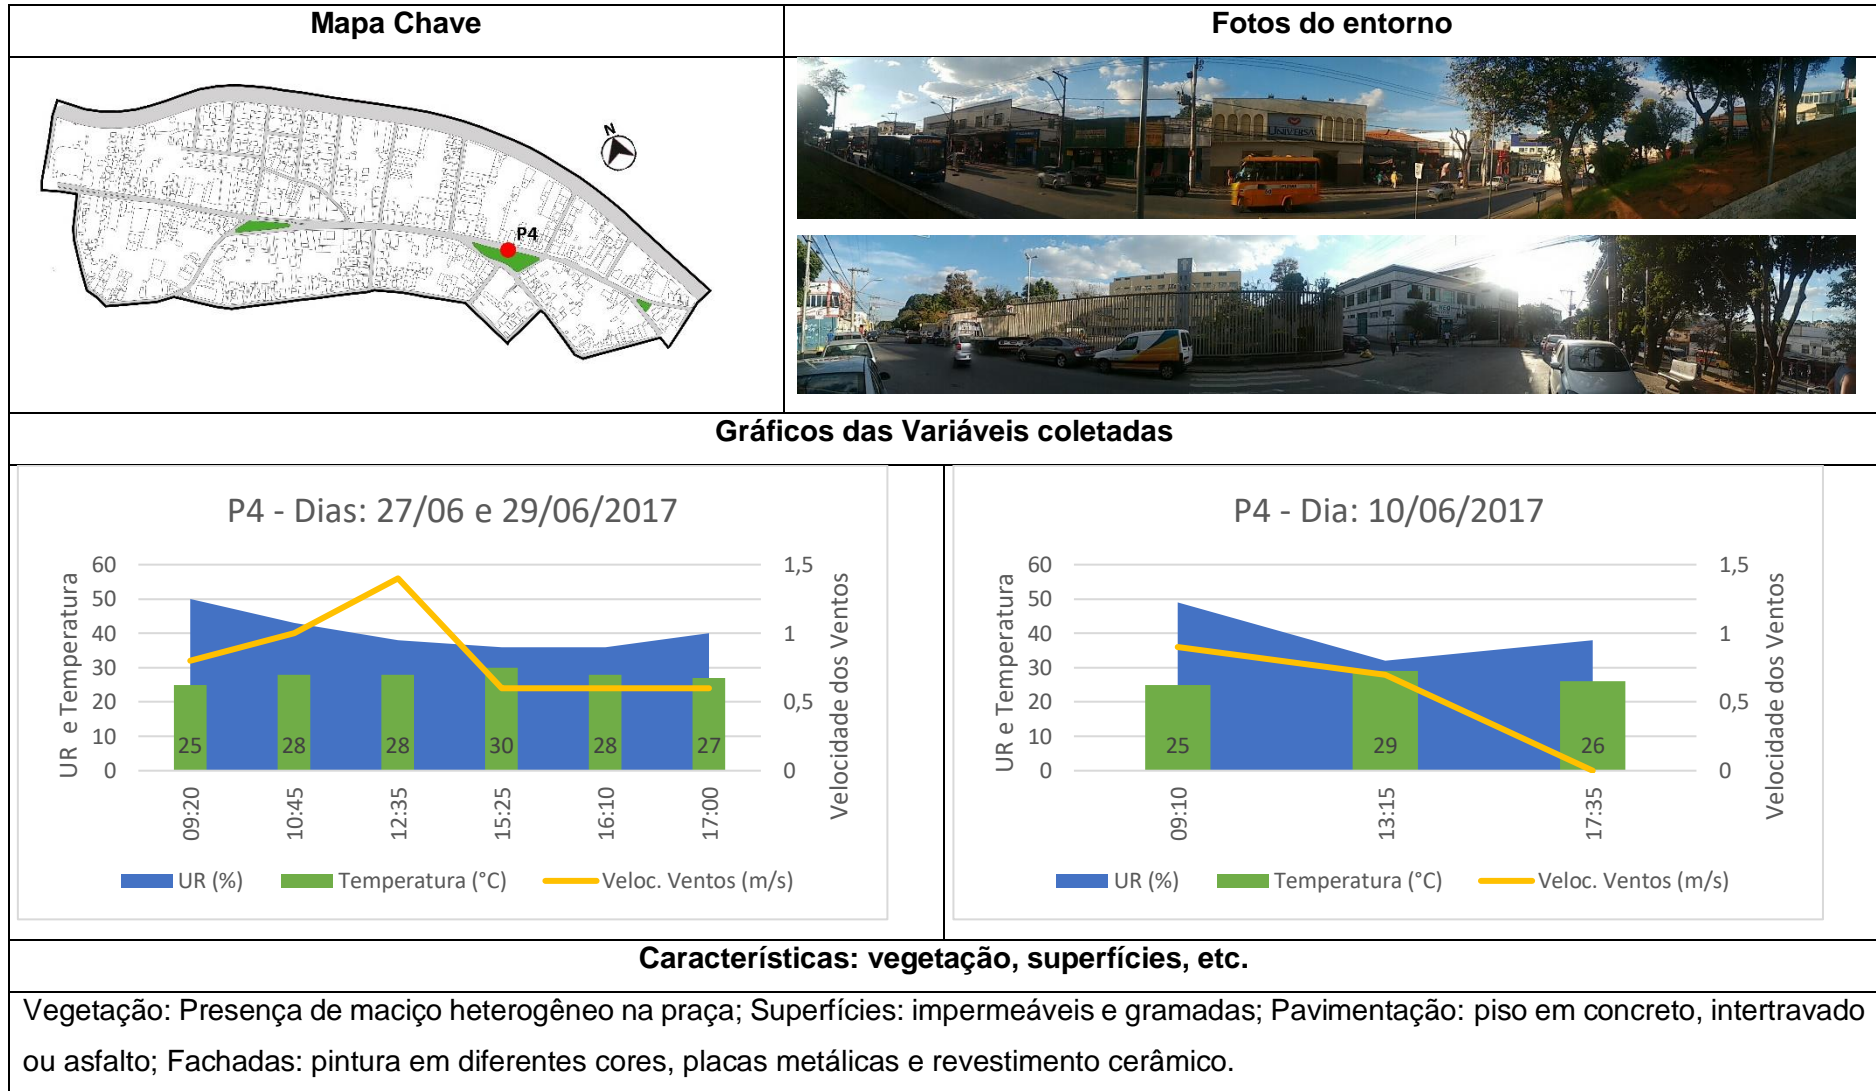 Mapa Chave
Fotos do entorno
N
P4
UNIVERSAL
Gráficos das Variáveis coletadas
P4 - Dias: 27/06 e 29/06/2017
UR e Temperatura
60
50
40
30
20
10
0
1,5
1
0,5
0
Velocidade dos Ventos
25
28
28
30
28
27
09:20
10:45
12:35
15:25
16:10
17:00
UR (%)
Temperatura (°C)
Veloc. Ventos (m/s)
P4 - Dia: 10/06/2017
UR e Temperatura
60
50
40
30
20
10
0
1,5
1
0,5
0
Velocidade dos Ventos
25
29
26
09:10
13:15
17:35
UR (%)
Temperatura (°C)
Veloc. Ventos (m/s)
Características: vegetação, superfícies, etc.
Vegetação: Presença de maciço heterogêneo na praça; Superfícies: impermeáveis e gramadas; Pavimentação: piso em concreto, intertravado
ou asfalto; Fachadas: pintura em diferentes cores, placas metálicas e revestimento cerâmico.